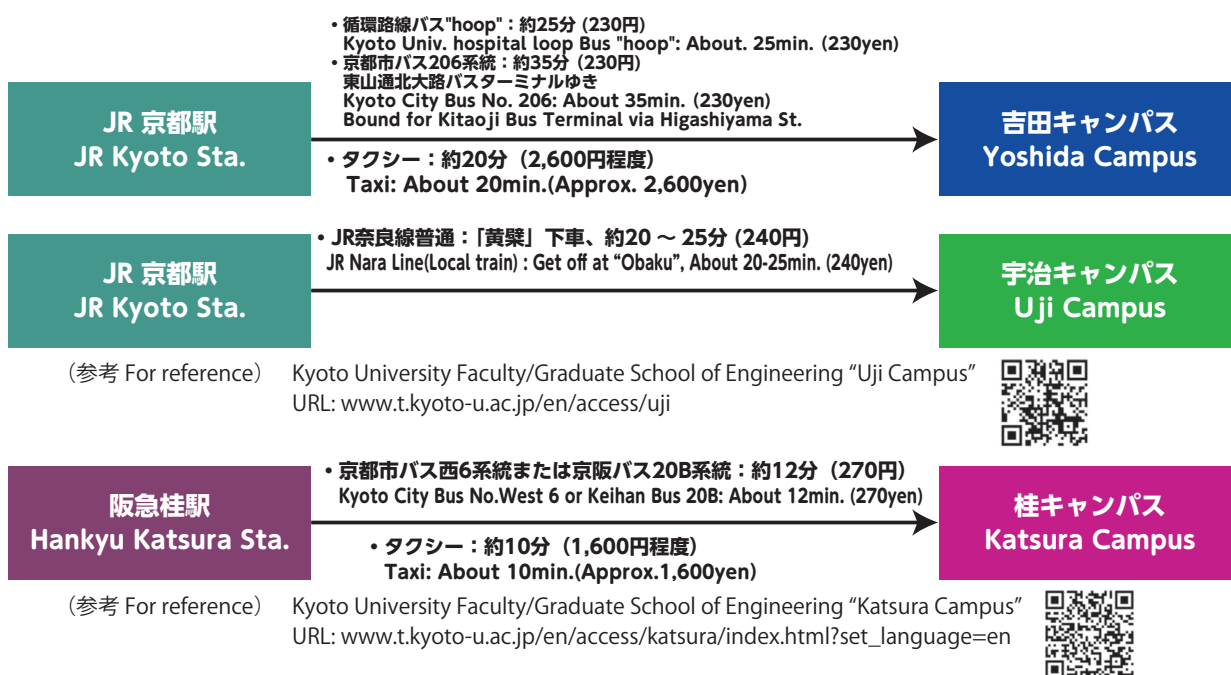 ・循環路線バス"hoop"：約25分 (230円)
Kyoto Univ. hospital loop Bus "hoop": About. 25min. (230yen)
・京都市バス206系統：約35分 (230円)
東山通北大路バスターミナルゆき
Kyoto City Bus No. 206: About 35min. (230yen)
Bound for Kitaoji Bus Terminal via Higashiyama St.
JR 京都駅
JR Kyoto Sta.
吉田キャンパス
Yoshida Campus
・タクシー：約20分（2,600円程度）
Taxi: About 20min.(Approx. 2,600yen)
・JR奈良線普通：「黄檗」下車、約20 ～ 25分 (240円)
JR Nara Line(Local train) : Get off at “Obaku”, About 20-25min. (240yen)
JR 京都駅
JR Kyoto Sta.
宇治キャンパス
Uji Campus
（参考 For reference） Kyoto University Faculty/Graduate School of Engineering “Uji Campus”
URL: www.t.kyoto-u.ac.jp/en/access/uji
・京都市バス西6系統または京阪バス20B系統：約12分（270円）
Kyoto City Bus No.West 6 or Keihan Bus 20B: About 12min. (270yen)
阪急桂駅
Hankyu Katsura Sta.
桂キャンパス
Katsura Campus
・タクシー：約10分（1,600円程度）
Taxi: About 10min.(Approx.1,600yen)
（参考 For reference） Kyoto University Faculty/Graduate School of Engineering “Katsura Campus”
URL: www.t.kyoto-u.ac.jp/en/access/katsura/index.html?set_language=en